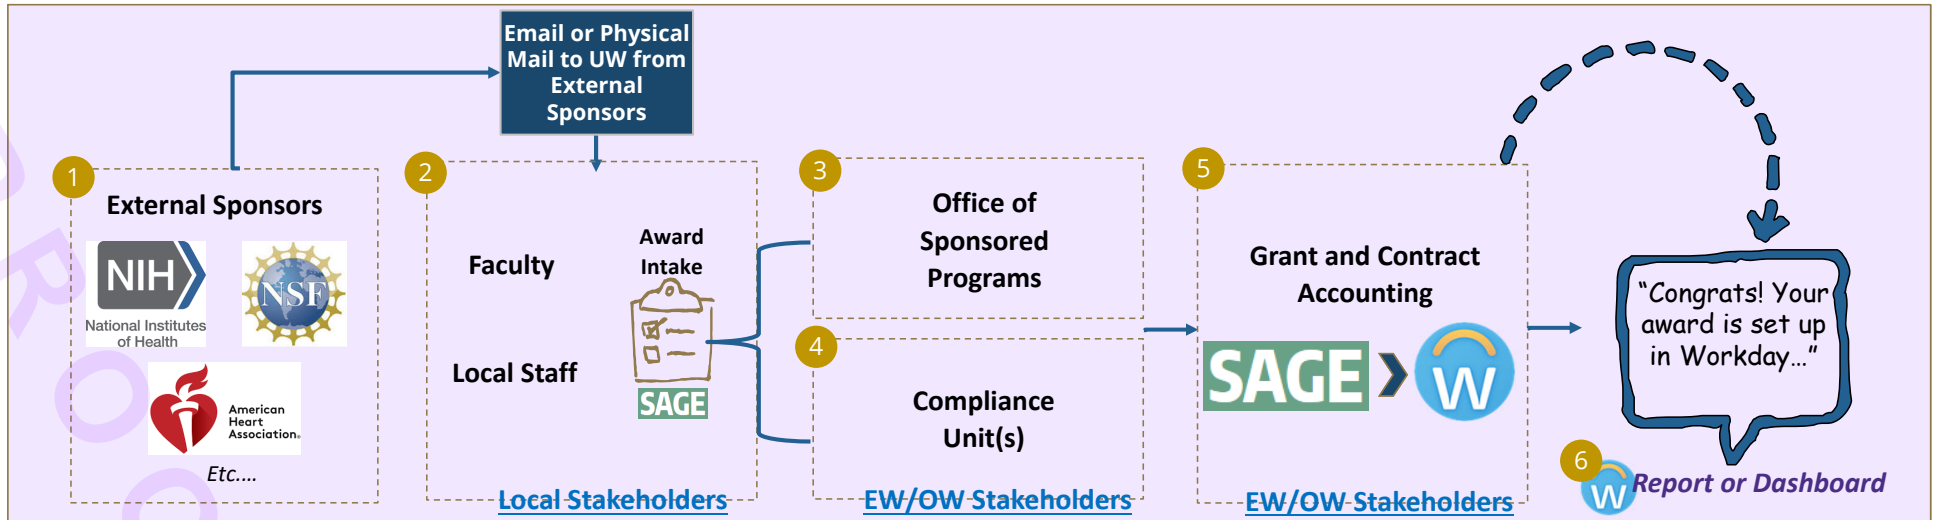 Email or Physical
Mail to UW from
External
Sponsors
1
External Sponsors
NIH
National Institutes
of Health
NSF
American
Heart
Association®
Etc....
2
Faculty
Local Staff
Award
Intake
SAGE
Local Stakeholders
3
Office of
Sponsored
Programs
4
Compliance
Unit(s)
EW/OW Stakeholders
5
Grant and Contract
Accounting
SAGE
W
EW/OW Stakeholders
“Congrats! Your
award is set up
in Workday...”
6
W
Report or Dashboard
R
O
O